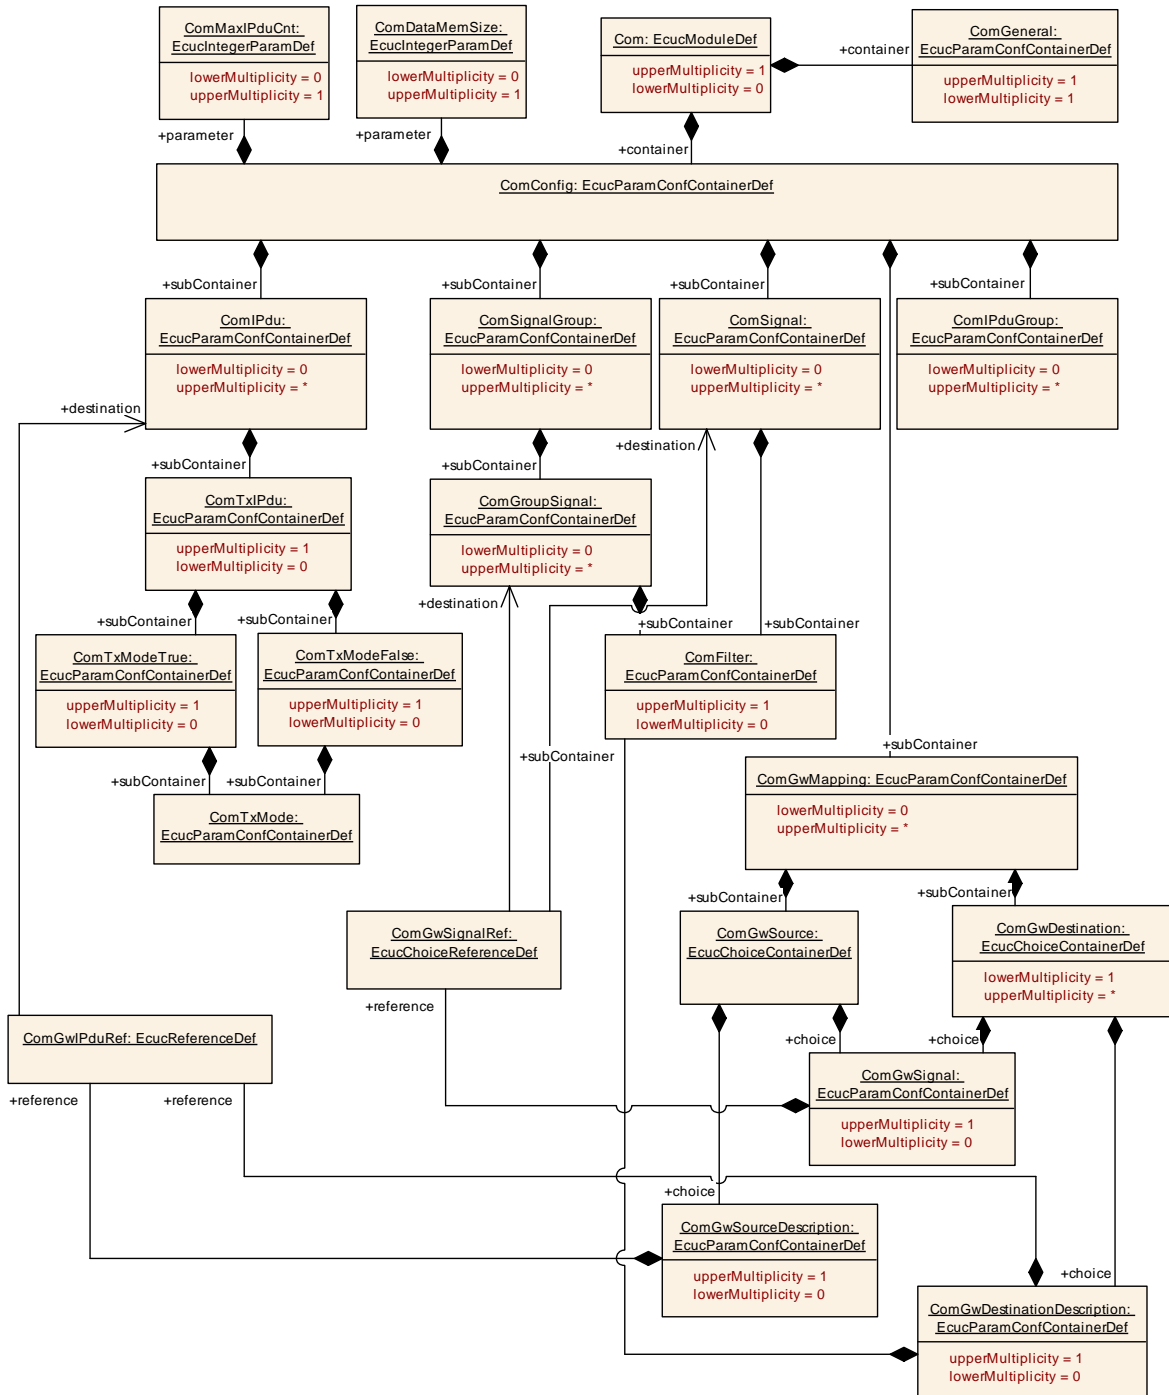 ComMaxIPduCnt:
EcucIntegerParamDef
lowerMultiplicity = 0
upperMultiplicity = 1
ComDataMemSize:
EcucIntegerParamDef
lowerMultiplicity = 0
upperMultiplicity = 1
Com: EcucModuleDef
upperMultiplicity = 1
lowerMultiplicity = 0
+container
ComGeneral:
EcucParamConfContainerDef
upperMultiplicity = 1
lowerMultiplicity = 1
+parameter
+parameter
+container
ComConfig: EcucParamConfContainerDef
+subContainer
+subContainer
+subContainer
+subContainer
ComIPdu:
EcucParamConfContainerDef
lowerMultiplicity = 0
upperMultiplicity = *
ComSignalGroup:
EcucParamConfContainerDef
lowerMultiplicity = 0
upperMultiplicity = *
ComSignal:
EcucParamConfContainerDef
lowerMultiplicity = 0
upperMultiplicity = *
ComIPduGroup:
EcucParamConfContainerDef
lowerMultiplicity = 0
upperMultiplicity = *
+destination
+destination
+subContainer
+subContainer
ComTxIPdu:
EcucParamConfContainerDef
upperMultiplicity = 1
lowerMultiplicity = 0
ComGroupSignal:
EcucParamConfContainerDef
lowerMultiplicity = 0
upperMultiplicity = *
+destination
+subContainer
+subContainer
+subContainer
+subContainer
ComTxModeTrue:
EcucParamConfContainerDef
upperMultiplicity = 1
lowerMultiplicity = 0
ComTxModeFalse:
EcucParamConfContainerDef
upperMultiplicity = 1
lowerMultiplicity = 0
ComFilter:
EcucParamConfContainerDef
upperMultiplicity = 1
lowerMultiplicity = 0
+subContainer
+subContainer
+subContainer
+subContainer
ComTxMode:
EcucParamConfContainerDef
ComGwMapping: EcucParamConfContainerDef
lowerMultiplicity = 0
upperMultiplicity = *
+subContainer
+subContainer
ComGwSignalRef:
EcucChoiceReferenceDef
ComGwSource:
EcucChoiceContainerDef
ComGwDestination:
EcucChoiceContainerDef
lowerMultiplicity = 1
upperMultiplicity = *
+reference
ComGwIPduRef: EcucReferenceDef
+choice
+choice
ComGwSignal:
EcucParamConfContainerDef
upperMultiplicity = 1
lowerMultiplicity = 0
+reference
+reference
+choice
ComGwSourceDescription:
EcucParamConfContainerDef
upperMultiplicity = 1
lowerMultiplicity = 0
+choice
ComGwDestinationDescription:
EcucParamConfContainerDef
upperMultiplicity = 1
lowerMultiplicity = 0